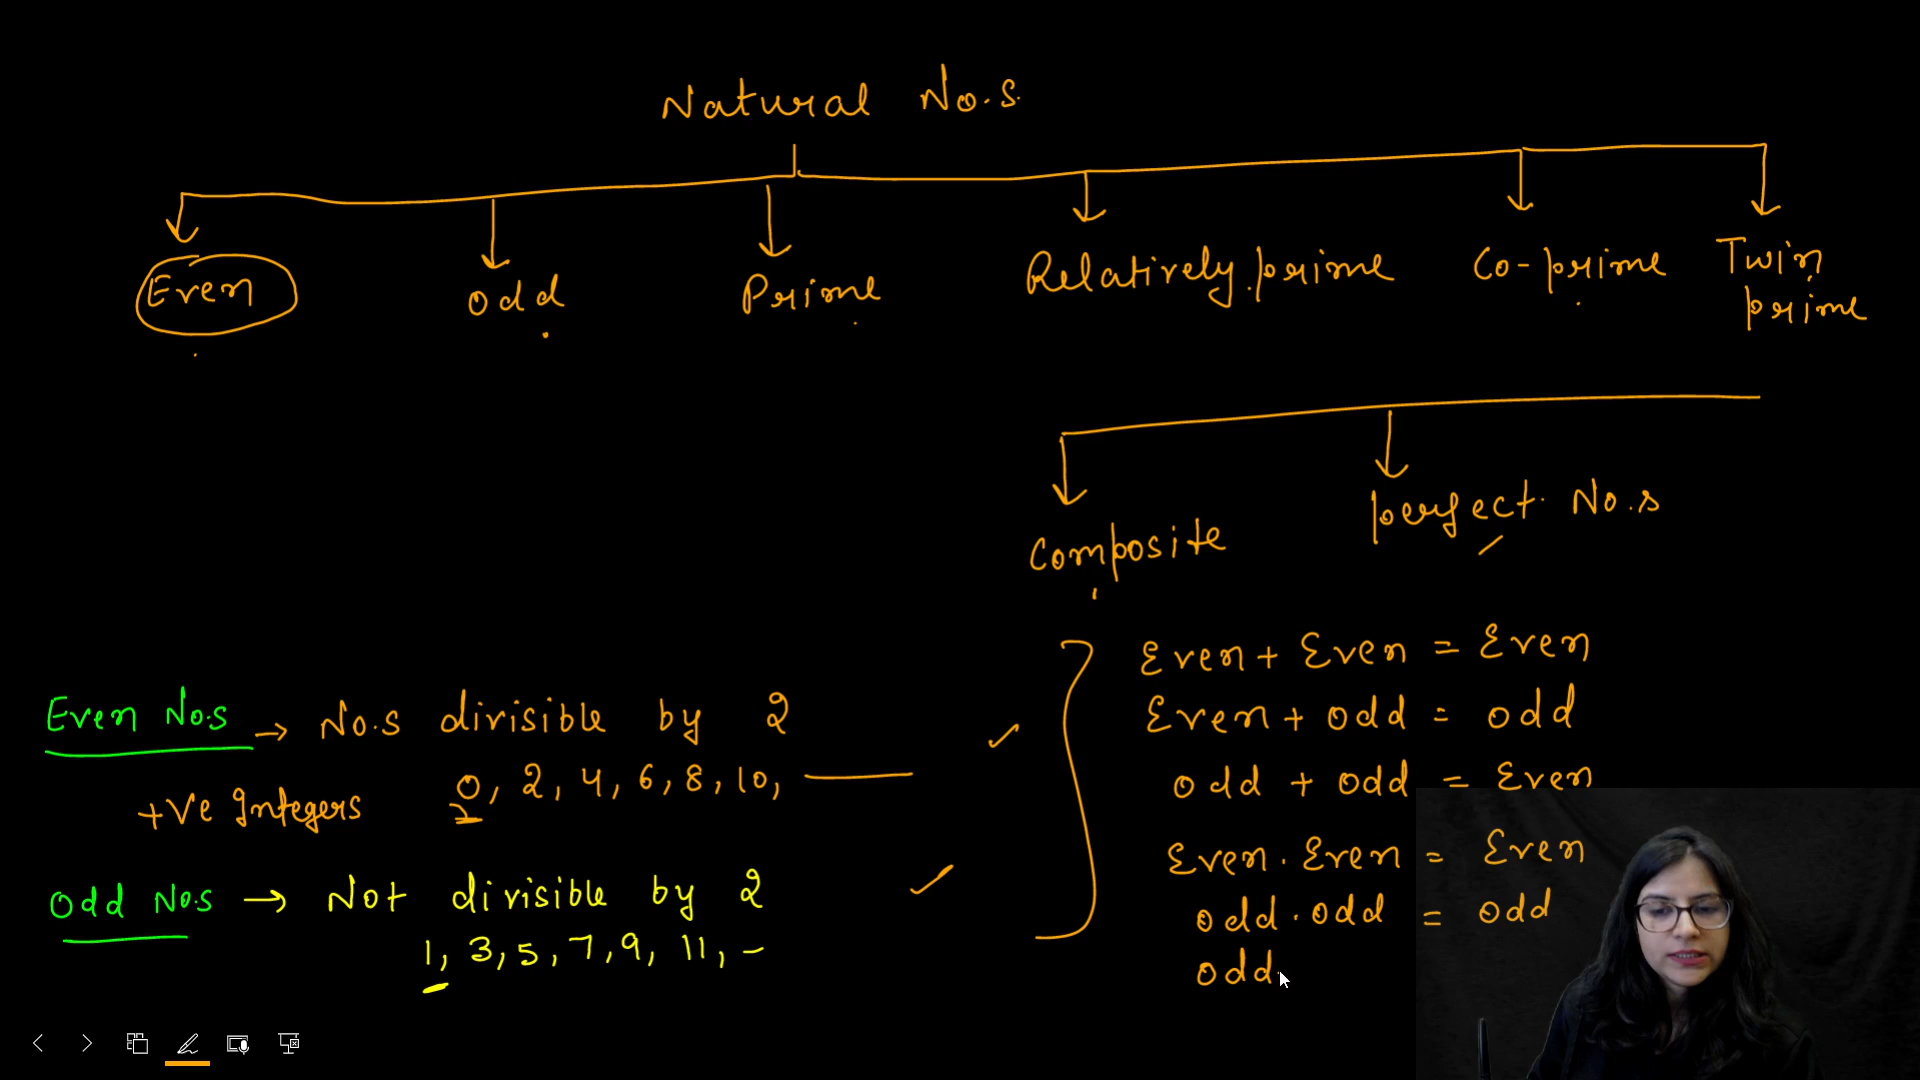 Natural No.s.
Even odd Prime Relatively prime Co-prime Twin prime
Composite perfect No.s
Even No.s → No.s divisible by 2
+ve Integers 0, 2, 4, 6, 8, 10,
Odd No.s → Not divisible by 2
1, 3, 5, 7, 9, 11, -
Even + Even = Even
Even + odd = odd
odd + odd = Even
Even . Even = Even
odd . odd = odd
odd.